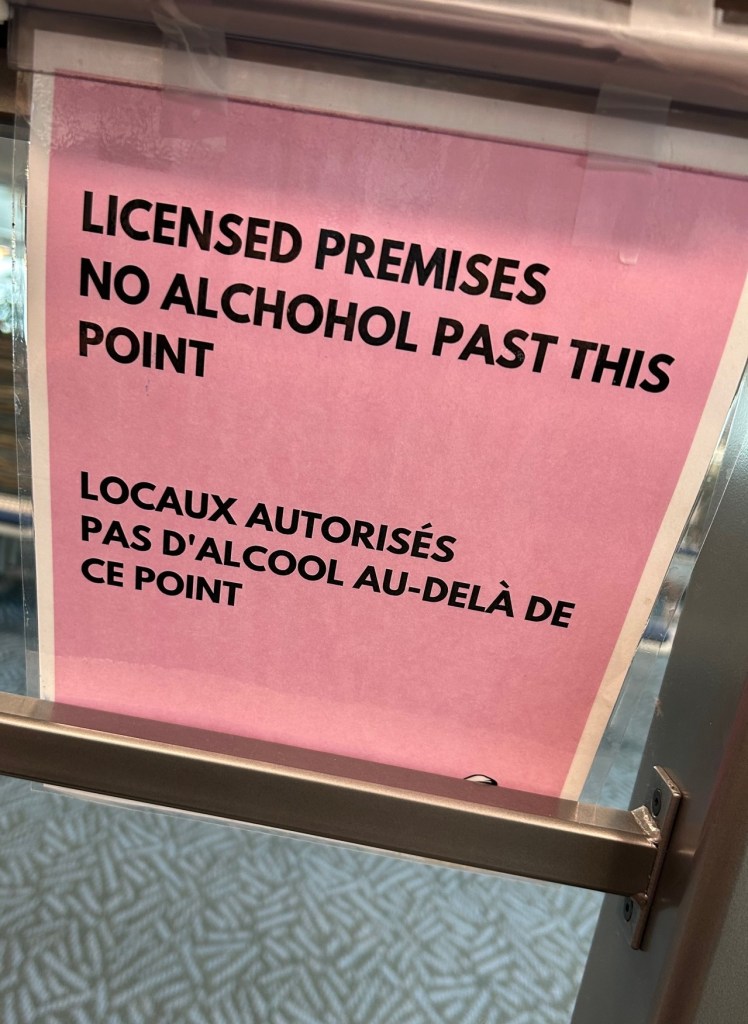 LICENSED PREMISES
NO ALCHOHOL PAST THIS
POINT
LOCAUX AUTORISÉS
PAS D'ALCOOL AU-DELÀ DE
CE POINT